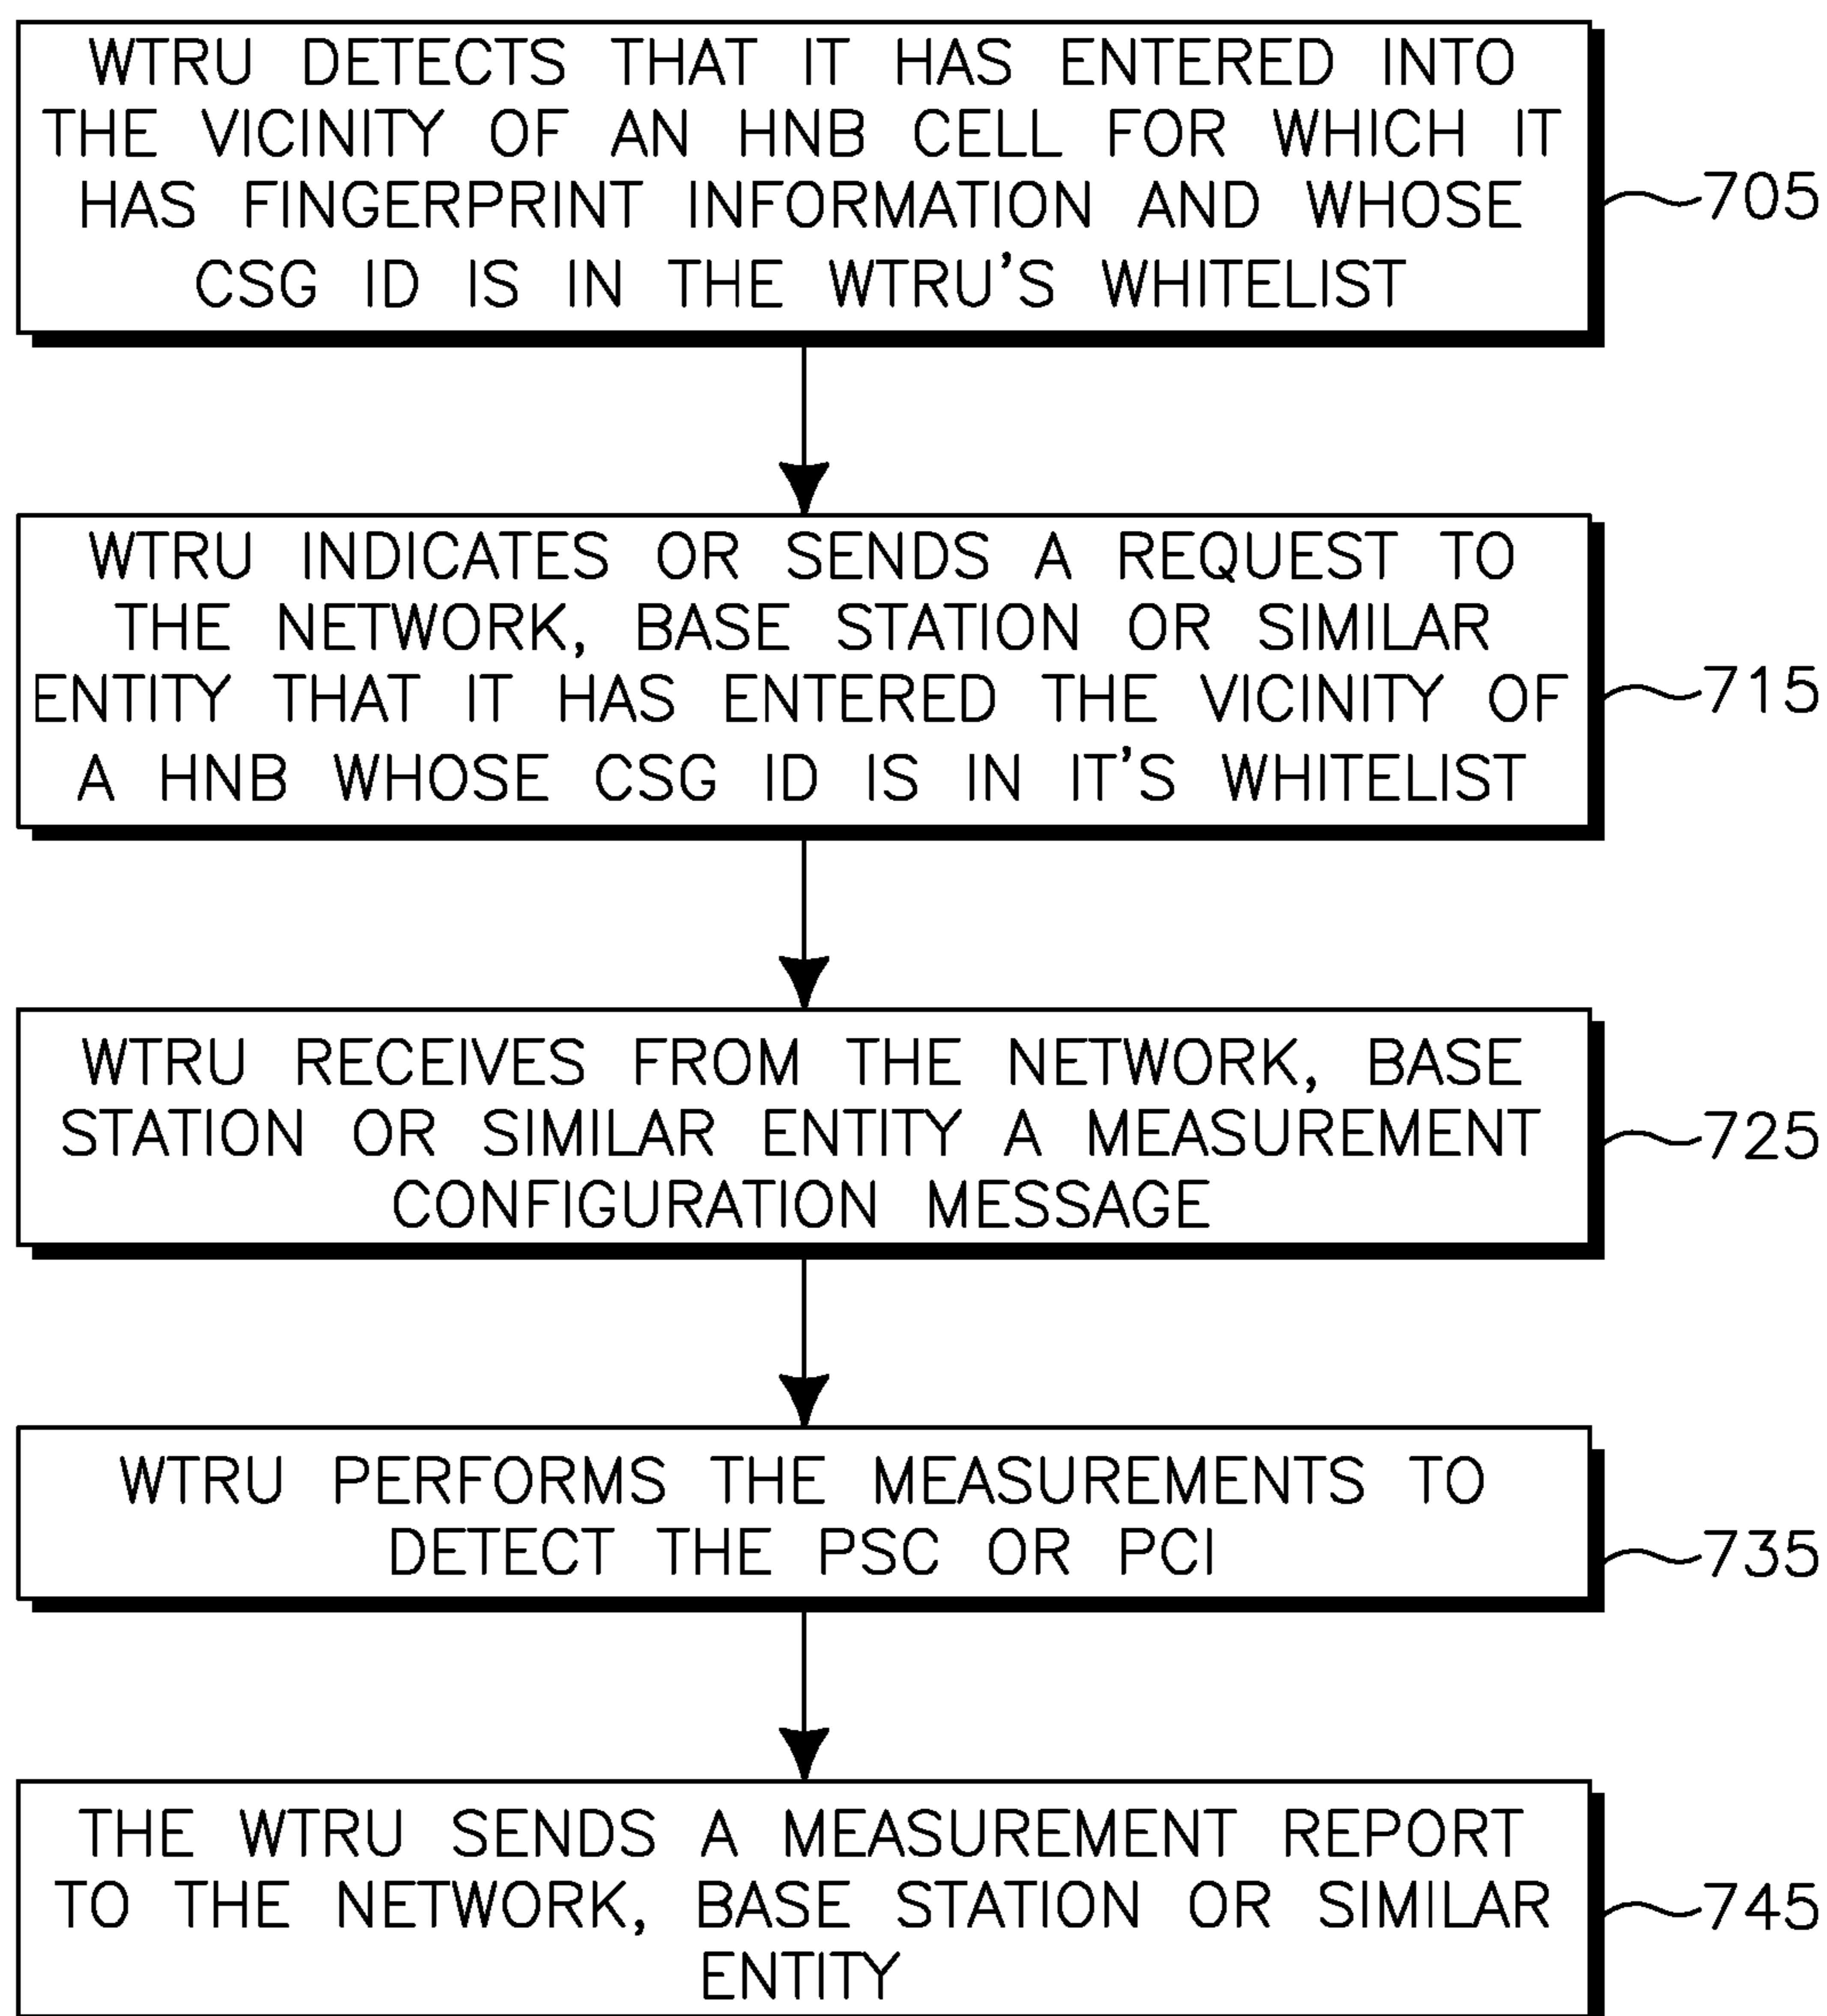 WTRU DETECTS THAT IT HAS ENTERED INTO
THE VICINITY OF AN HNB CELL FOR WHICH IT
HAS FINGERPRINT INFORMATION AND WHOSE
CSG ID IS IN THE WTRU'S WHITELIST
705
WTRU INDICATES OR SENDS A REQUEST TO
THE NETWORK, BASE STATION OR SIMILAR
ENTITY THAT IT HAS ENTERED THE VICINITY OF
A HNB WHOSE CSG ID IS IN IT'S WHITELIST
715
WTRU RECEIVES FROM THE NETWORK, BASE
STATION OR SIMILAR ENTITY A MEASUREMENT
CONFIGURATION MESSAGE
725
WTRU PERFORMS THE MEASUREMENTS TO
DETECT THE PSC OR PCI
735
THE WTRU SENDS A MEASUREMENT REPORT
TO THE NETWORK, BASE STATION OR SIMILAR
ENTITY
745